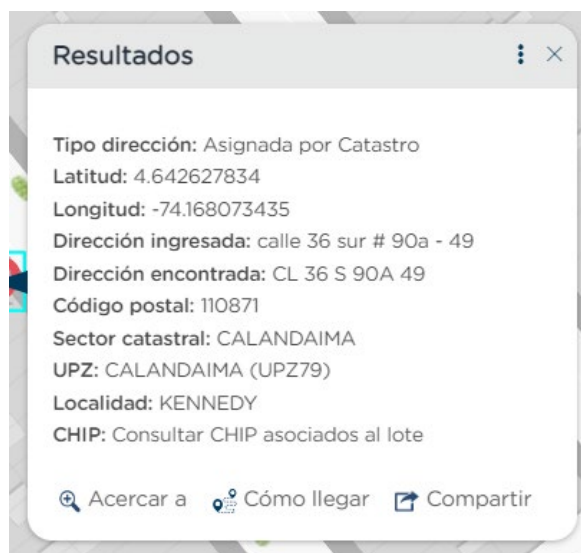 Resultados
Tipo dirección: Asignada por Catastro
Latitud: 4.642627834
Longitud: -74.168073435
Dirección ingresada: calle 36 sur # 90a - 49
Dirección encontrada: CL 36 S 90A 49
Código postal: 110871
Sector catastral: CALANDAIMA
UPZ: CALANDAIMA (UPZ79)
Localidad: KENNEDY
CHIP: Consultar CHIP asociados al lote
Acercar a Cómo llegar Compartir